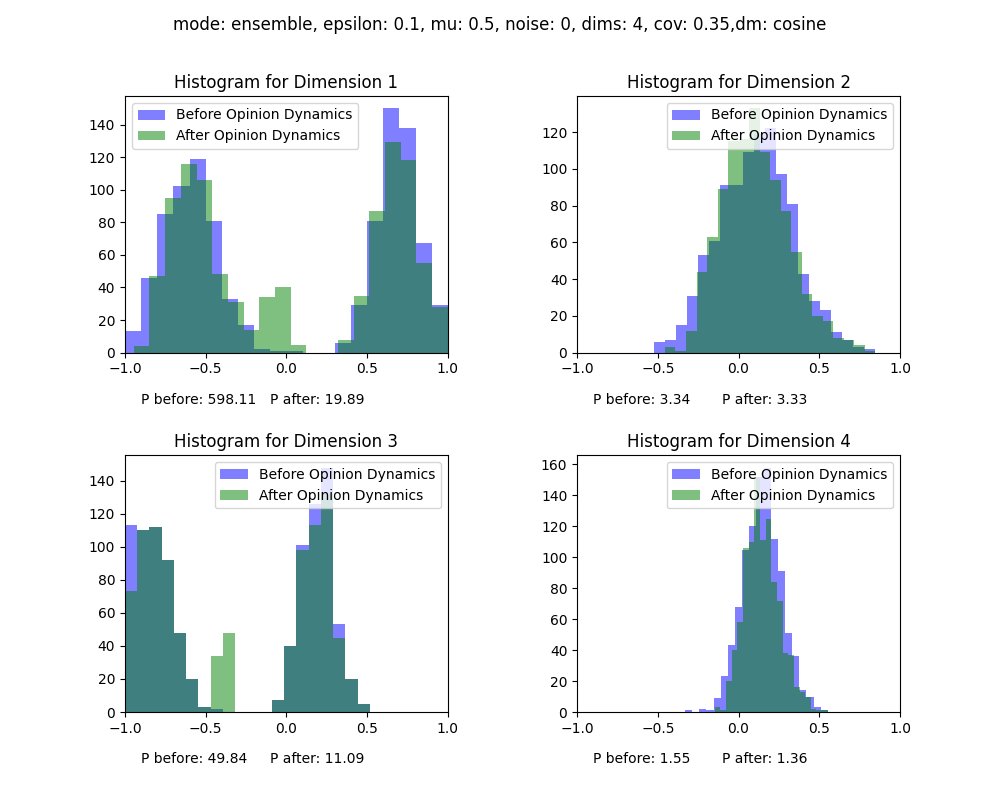 mode: ensemble, epsilon: 0.1, mu: 0.5, noise: 0, dims: 4, cov: 0.35,dm: cosine
Histogram for Dimension 1
Before Opinion Dynamics
After Opinion Dynamics
140
120
100
80
60
40
20
0
−1.0 −0.5 0.0 0.5 1.0
P before: 598.11 P after: 19.89
Histogram for Dimension 2
Before Opinion Dynamics
After Opinion Dynamics
120
100
80
60
40
20
0
−1.0 −0.5 0.0 0.5 1.0
P before: 3.34 P after: 3.33
Histogram for Dimension 3
Before Opinion Dynamics
After Opinion Dynamics
140
120
100
80
60
40
20
0
−1.0 −0.5 0.0 0.5 1.0
P before: 49.84 P after: 11.09
Histogram for Dimension 4
Before Opinion Dynamics
After Opinion Dynamics
160
140
120
100
80
60
40
20
0
−1.0 −0.5 0.0 0.5 1.0
P before: 1.55 P after: 1.36